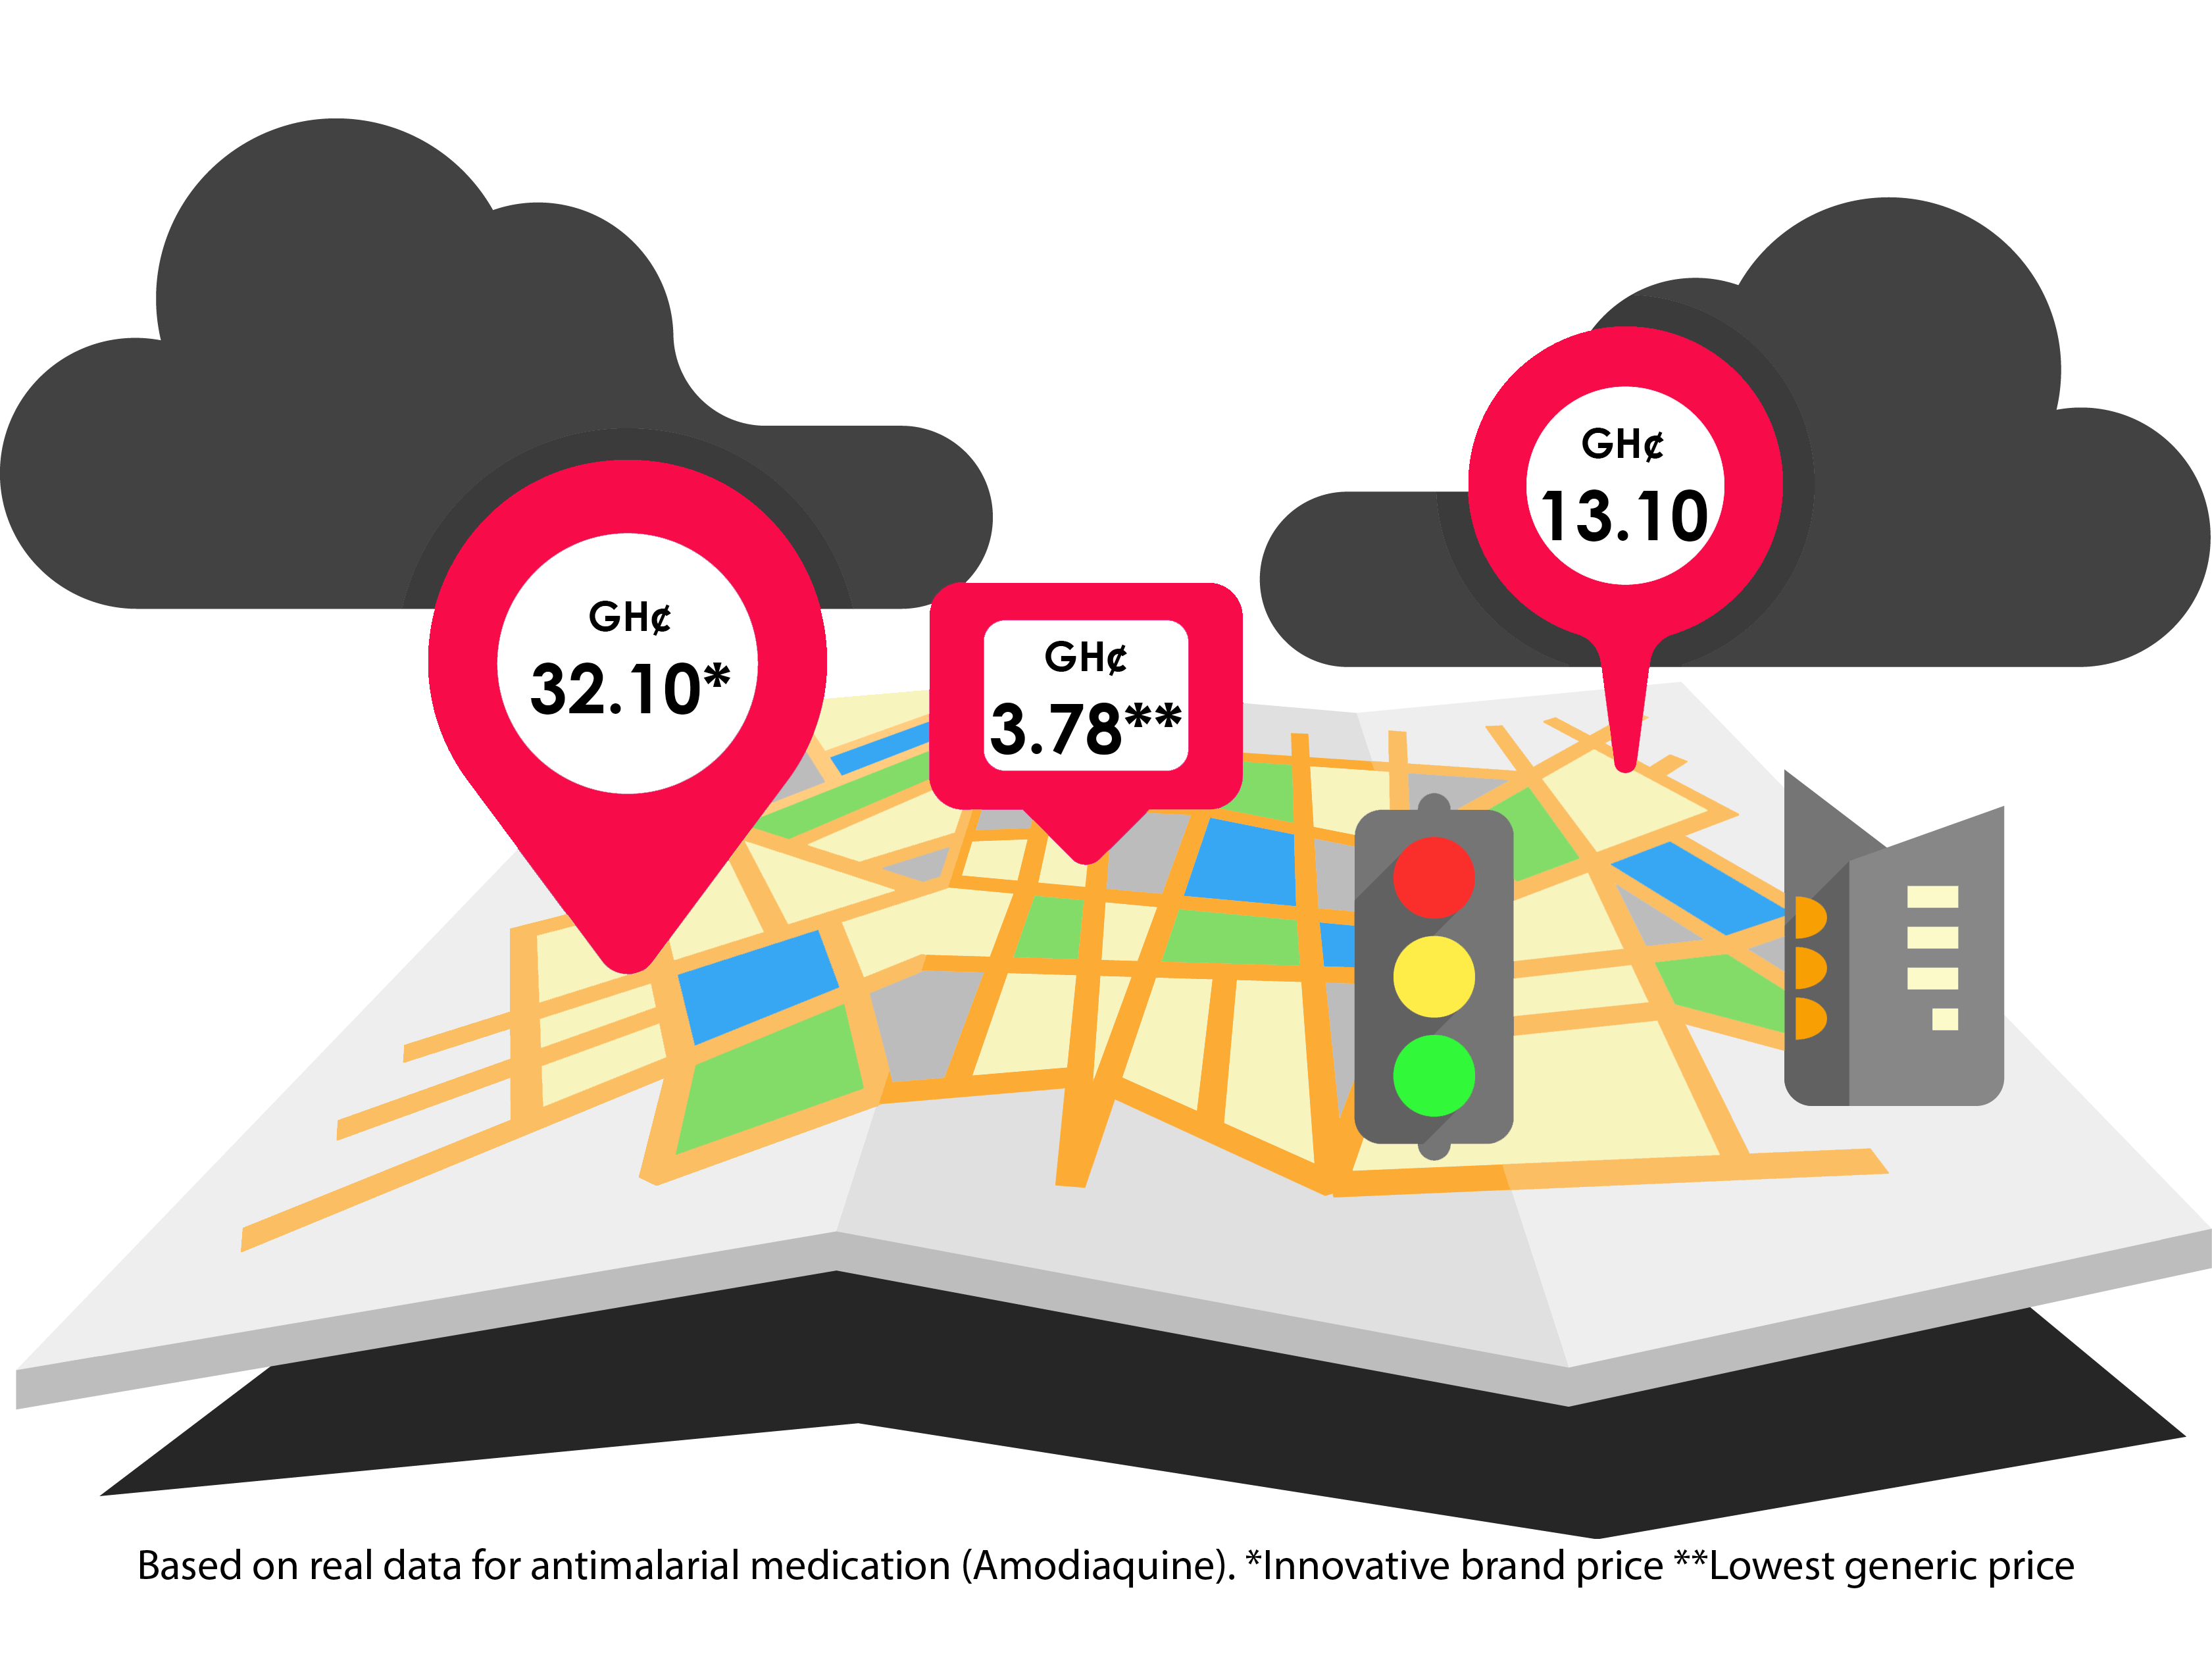 GH¢
32.10*
GH¢
3.78**
GH¢
13.10
Based on real data for antimalarial medication (Amodiaquine). *Innovative brand price **Lowest generic price